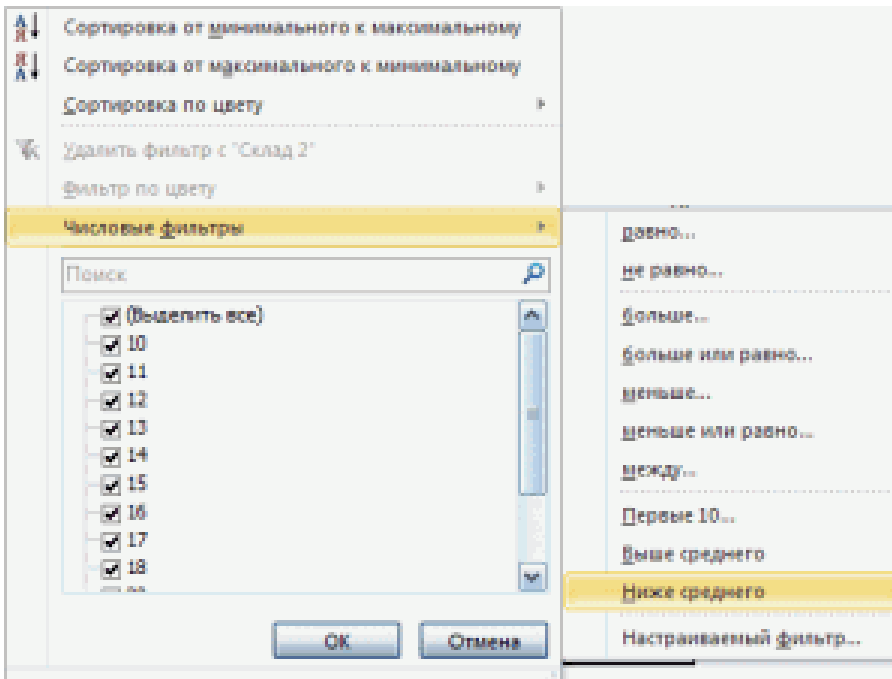 Сортировка от минимального к максимальному
Сортировка от максимального к минимальному
Сортировка по цвету
Удалить фильтр с "Склад 2"
Фильтр по цвету
Числовые фильтры
Поиск
(Выделить все)
10
11
12
13
14
15
16
17
18
ОК
Отмена
равно...
не равно...
больше...
больше или равно...
меньше...
меньше или равно...
между...
Первые 10...
Выше среднего
Ниже среднего
Настраиваемый фильтр...